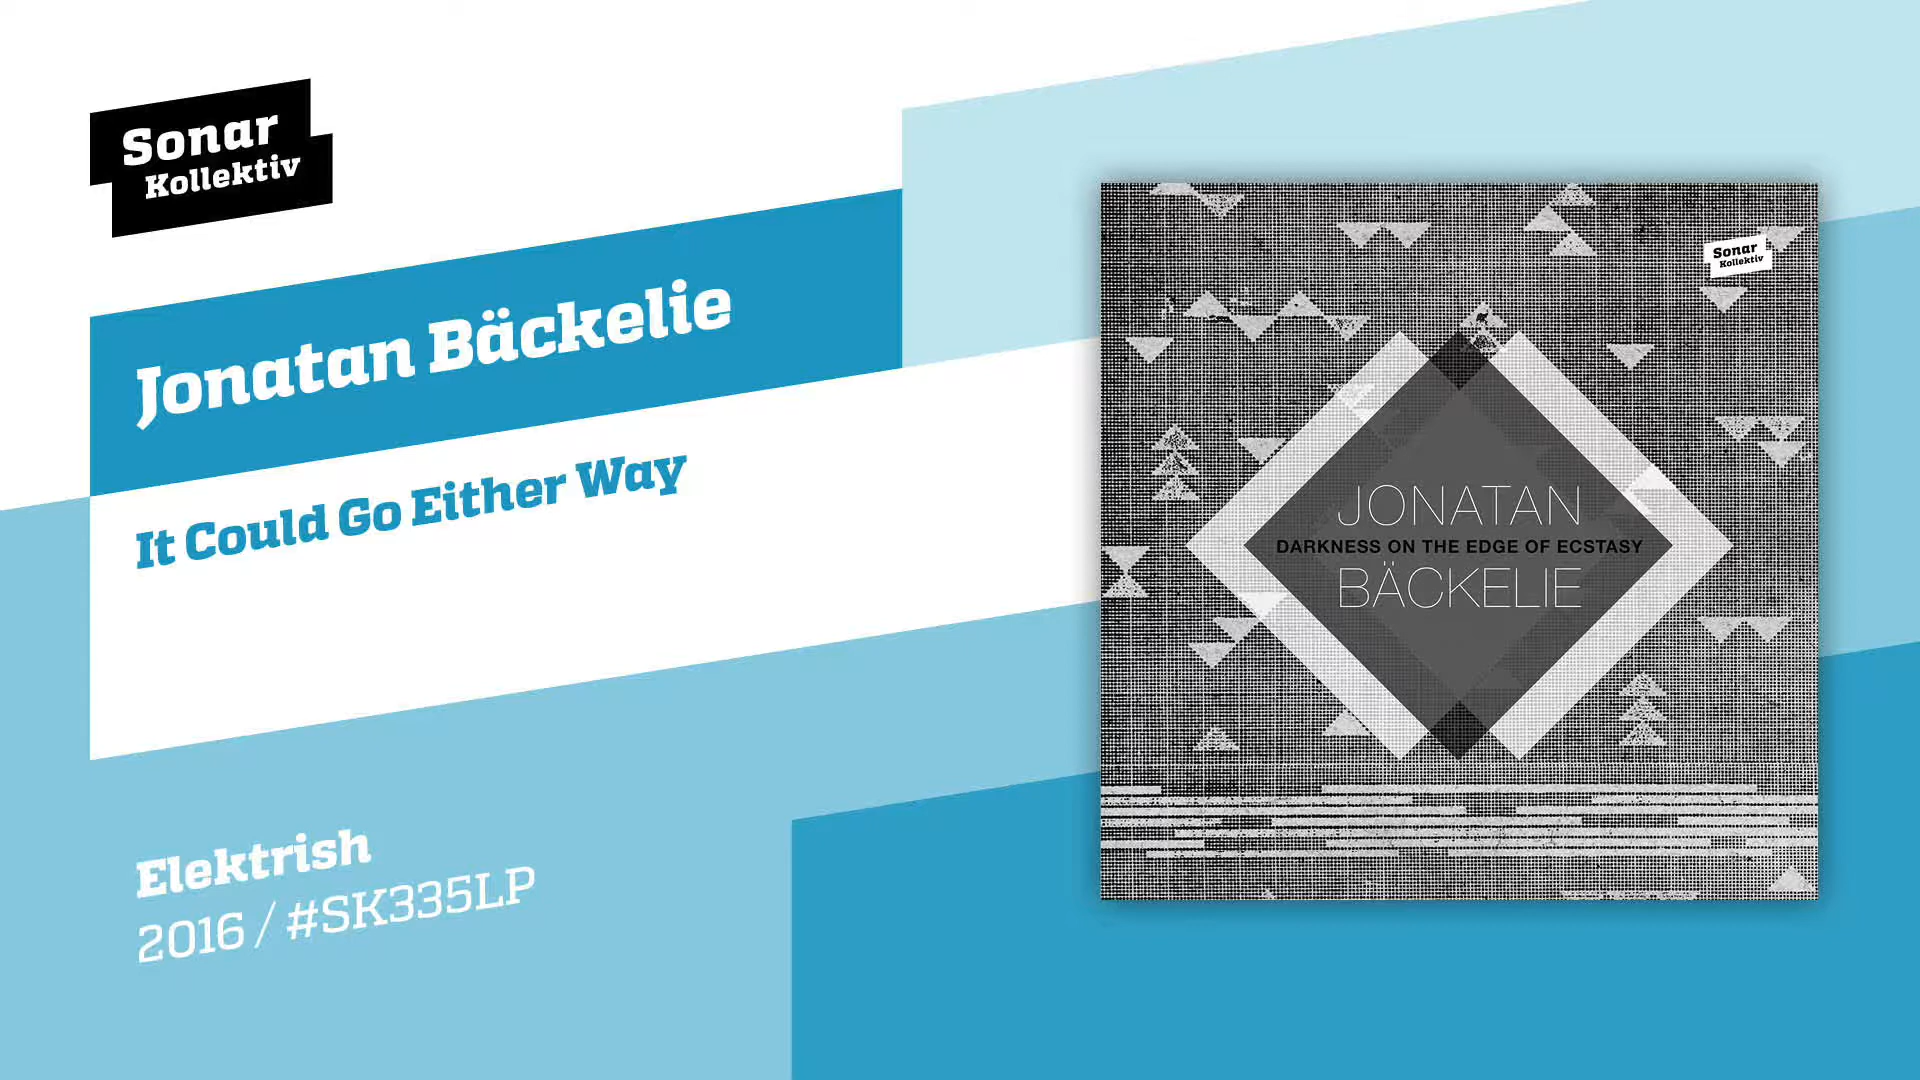 Sonar
Kollektiv
Jonatan Bäckelie
It Could Go Either Way
Elektrish
2016 / #SK335LP
Sonar
Kollektiv
JONATAN
DARKNESS ON THE EDGE OF ECSTASY
BÄCKELIE